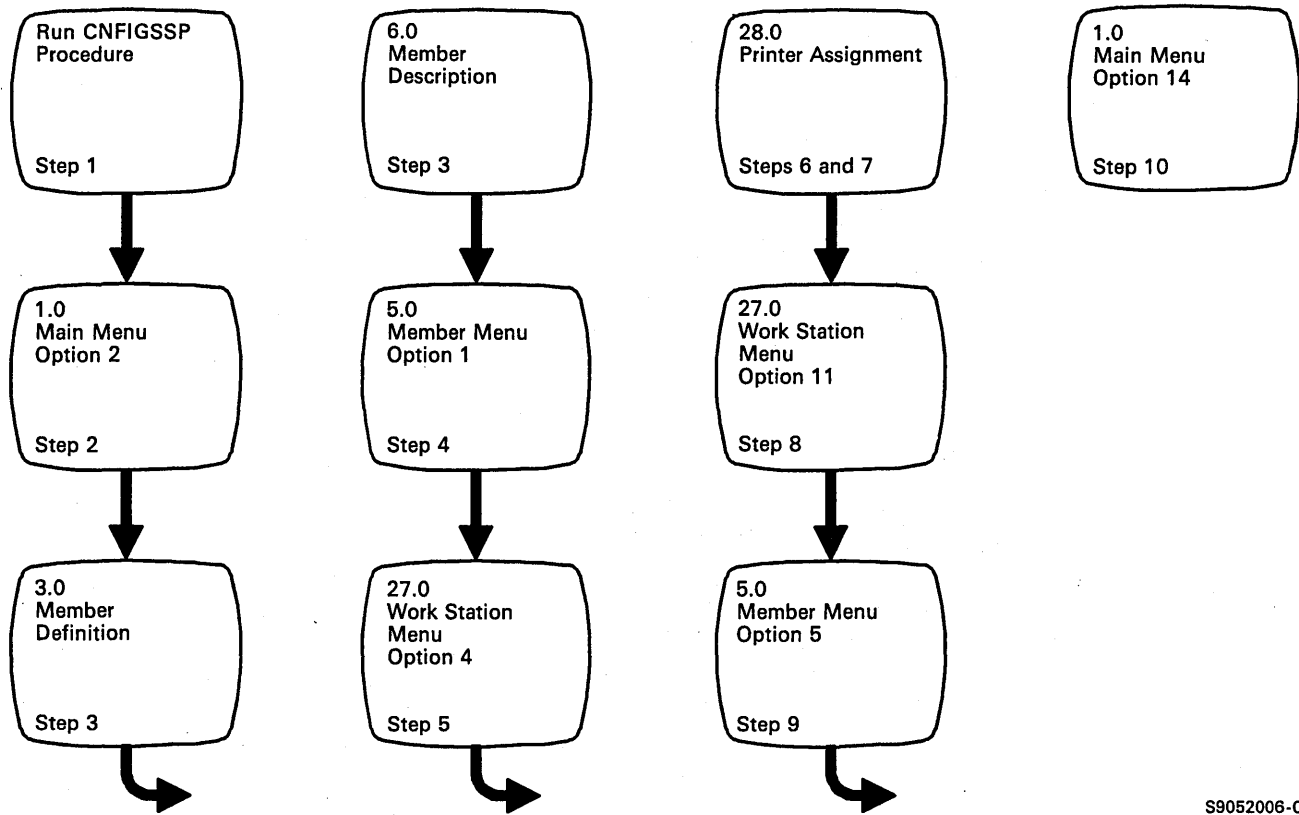 Run CNFIGSSP
Procedure
Step 1
1.0
Main Menu
Option 2
Step 2
3.0
Member
Definition
Step 3
6.0
Member
Description
Step 3
5.0
Member Menu
Option 1
Step 4
27.0
Work Station
Menu
Option 4
Step 5
28.0
Printer Assignment
Steps 6 and 7
27.0
Work Station
Menu
Option 11
Step 8
5.0
Member Menu
Option 5
Step 9
1.0
Main Menu
Option 14
Step 10